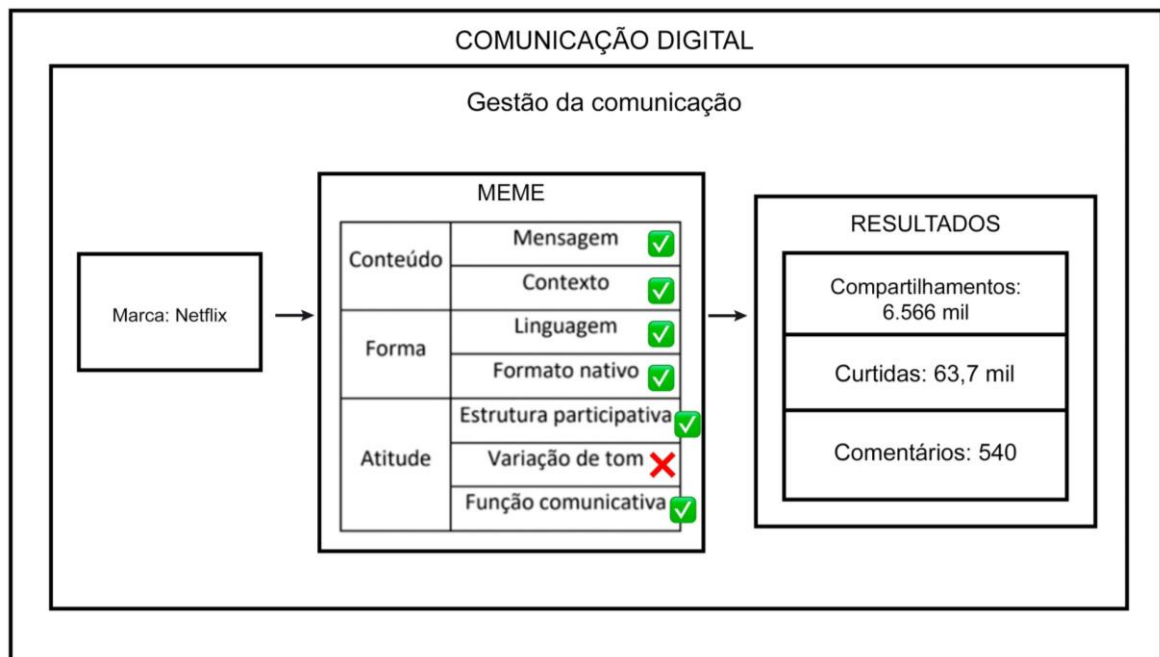 COMUNICAÇÃO DIGITAL
Gestão da comunicação
Marca: Netflix
MEME
Conteúdo
Mensagem
Contexto
Forma
Linguagem
Formato nativo
Atitude
Estrutura participativa
Variação de tom
Função comunicativa
RESULTADOS
Compartilhamentos:
6.566 mil
Curtidas: 63,7 mil
Comentários: 540